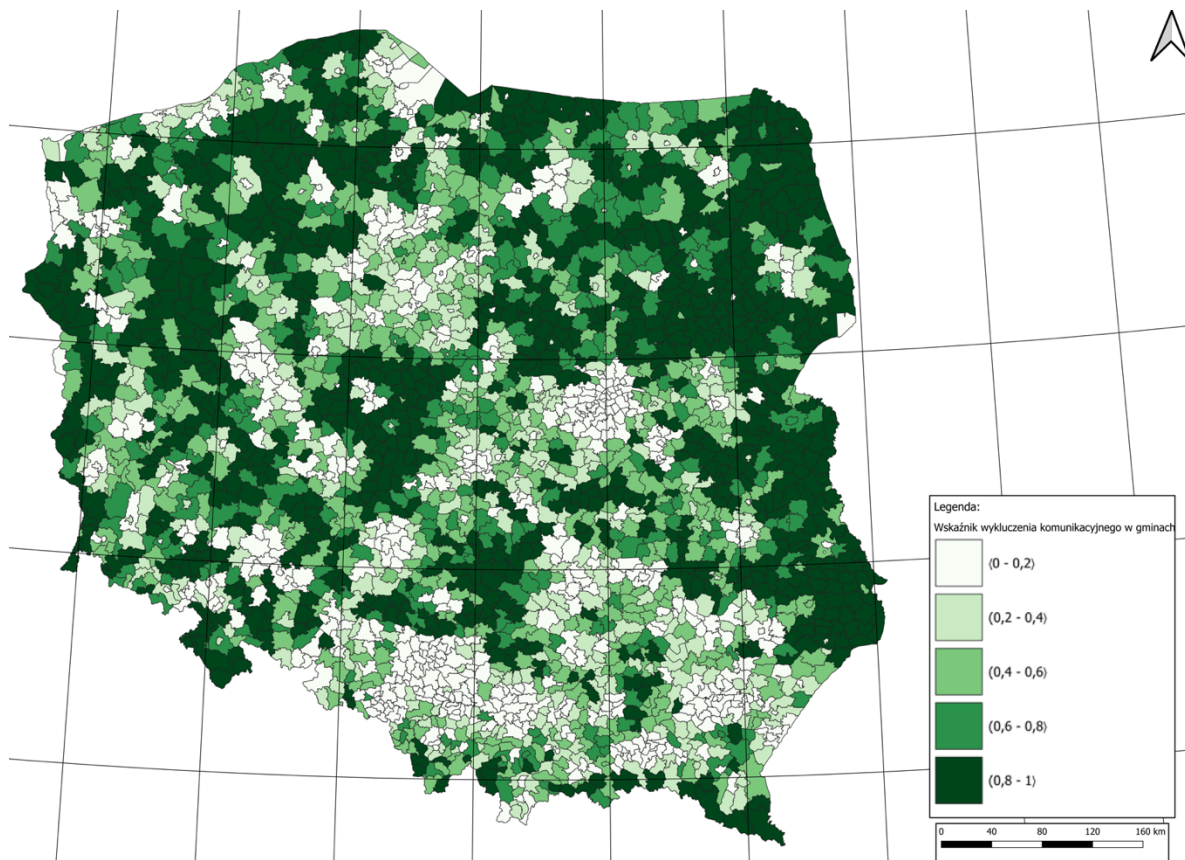 Legenda:
Wskaźnik wykluczenia komunikacyjnego w gminach
⟨0 - 0,2⟩
(0,2 - 0,4⟩
(0,4 - 0,6⟩
(0,6 - 0,8⟩
(0,8 - 1⟩
0 40 80 120 160 km